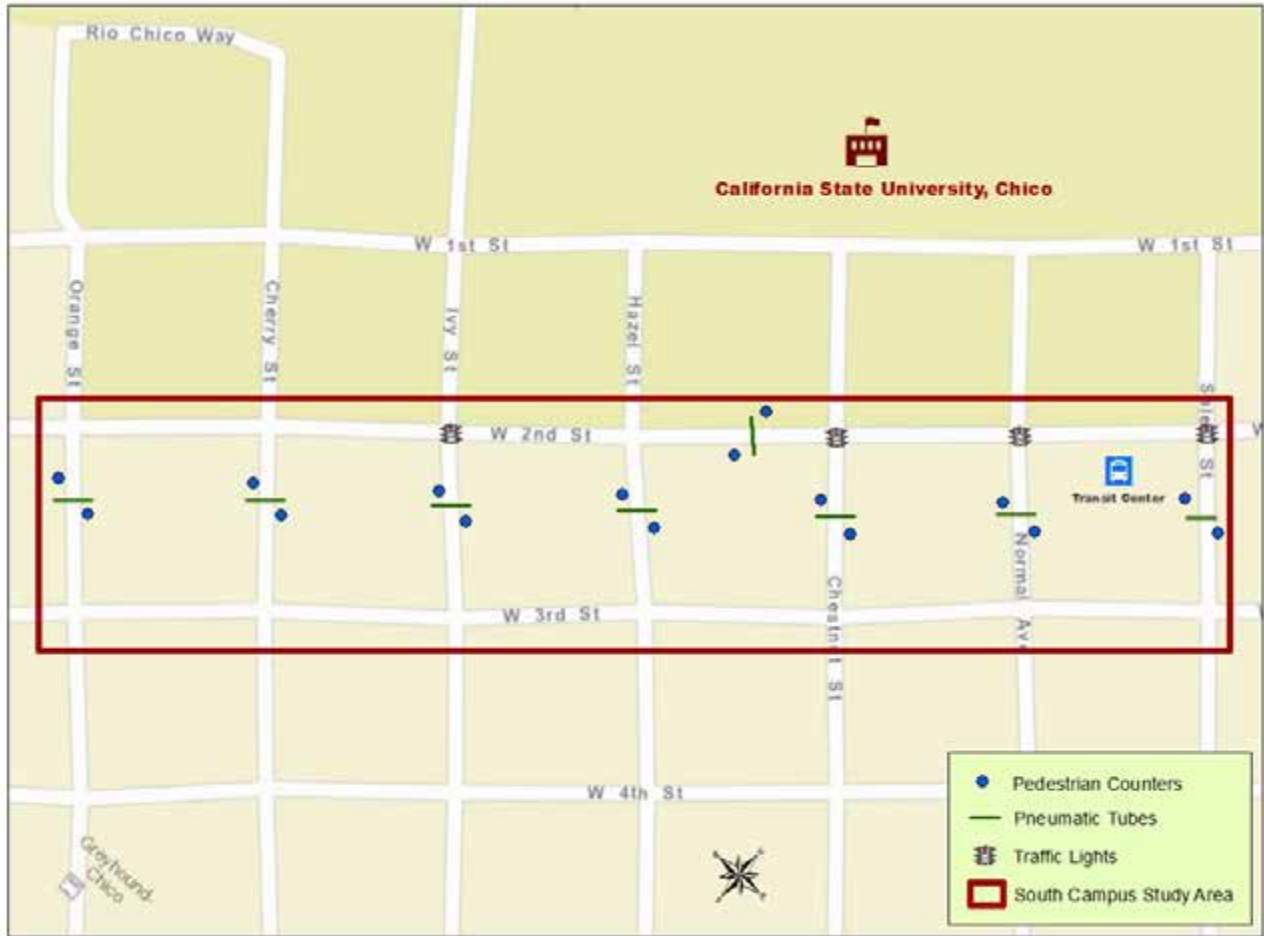 Rio Chico Way
California State University, Chico
W 1st St
W 1st St
Orange St
Cherry St
Ivy St
Hazel St
Salem St
W 2nd St
W
Transit Center
Normal Ave
Chestnut St
W 3rd St
W 4th St
Greyhound-
Chico
Pedestrian Counters
Pneumatic Tubes
Traffic Lights
South Campus Study Area